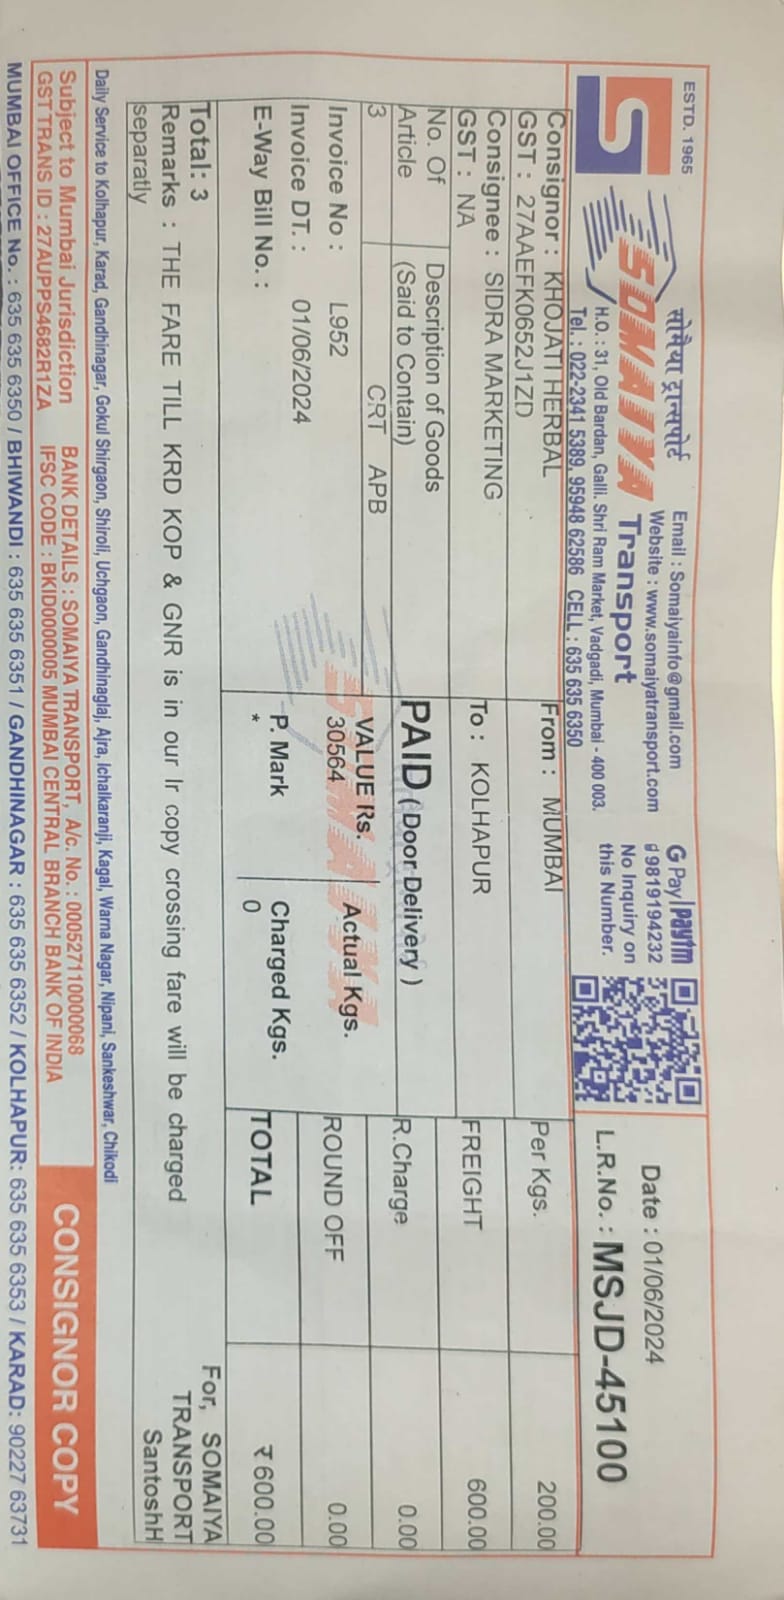 ESTD. 1965
सोमैया ट्रान्सपोर्ट
SOMAIYA Transport
Email : Somaiyainfo@gmail.com
Website : www.somaiyatransport.com
H.O. : 31, Old Bardan, Galli. Shri Ram Market, Vadgadi, Mumbai - 400 003.
Tel. : 022-2341 5389, 95948 62586 CELL : 635 635 6350
G Pay | paytm
d 9819194232
No Inquiry on
this Number.
Date : 01/06/2024
L.R.No. : MSJD-45100
Consignor : KHOJATI HERBAL
GST : 27AAEFK0652J1ZD
From : MUMBAI
Per Kgs. 200.00
Consignee : SIDRA MARKETING
GST : NA
To : KOLHAPUR
FREIGHT 600.00
No. Of
Article
Description of Goods
(Said to Contain)
PAID ( Door Delivery )
R.Charge 0.00
3 CRT APB
VALUE Rs.
30564
Actual Kgs.
ROUND OFF 0.00
Invoice No : L952
Invoice DT. : 01/06/2024
E-Way Bill No. :
P. Mark
*
Charged Kgs.
0
TOTAL ₹ 600.00
Total: 3
Remarks : THE FARE TILL KRD KOP & GNR is in our lr copy crossing fare will be charged
separatly
For, SOMAIYA
TRANSPORT
SantoshH
Daily Service to Kolhapur, Karad, Gandhinagar, Gokul Shirgaon, Shiroli, Uchgaon, Gandhinaglaj, Ajra, Ichalkaranji, Kagal, Warna Nagar, Nipani, Sankeshwar, Chikodi
Subject to Mumbai Jurisdiction
GST TRANS ID : 27AUPPS4682R1ZA
BANK DETAILS : SOMAIYA TRANSPORT, A/c. No. : 000527110000068
IFSC CODE : BKID0000005 MUMBAI CENTRAL BRANCH BANK OF INDIA
CONSIGNOR COPY
MUMBAI OFFICE No. : 635 635 6350 / BHIWANDI : 635 635 6351 / GANDHINAGAR : 635 635 6352 / KOLHAPUR: 635 635 6353 / KARAD: 90227 63731